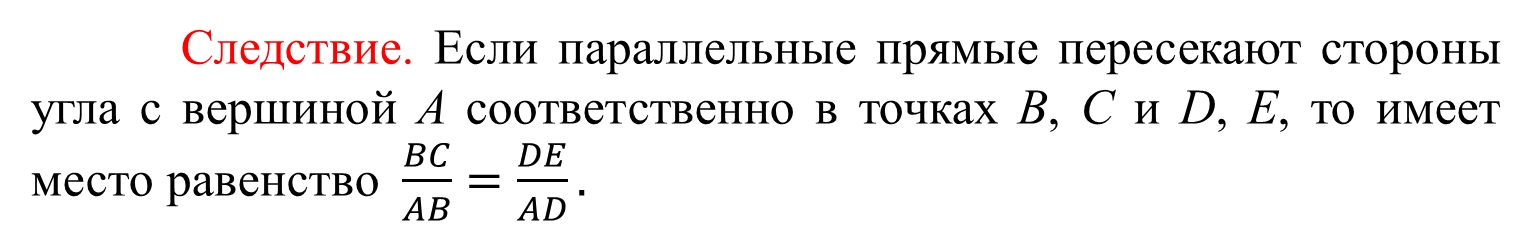 Следствие. Если параллельные прямые пересекают стороны
угла с вершиной A соответственно в точках B, C и D, E, то имеет
место равенство BC/AB = DE/AD.